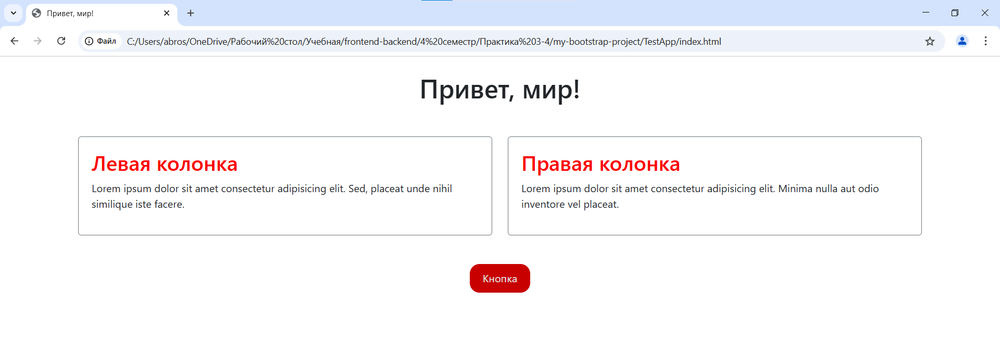 Привет, мир!
Файл C:/Users/abros/OneDrive/Рабочий%20стол/Учебная/frontend-backend/4%20семестр/Практика%203-4/my-bootstrap-project/TestApp/index.html
Привет, мир!
Левая колонка
Lorem ipsum dolor sit amet consectetur adipisicing elit. Sed, placeat unde nihil
similique iste facere.
Правая колонка
Lorem ipsum dolor sit amet consectetur adipisicing elit. Minima nulla aut odio
inventore vel placeat.
Кнопка